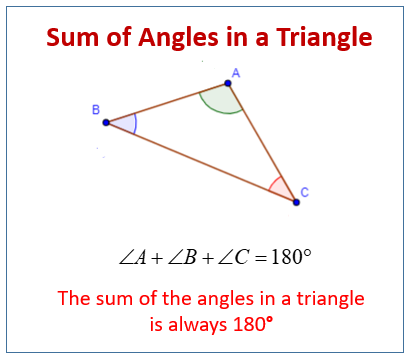 Sum of Angles in a Triangle
A
B
C
∠A + ∠B + ∠C = 180°
The sum of the angles in a triangle
is always 180°